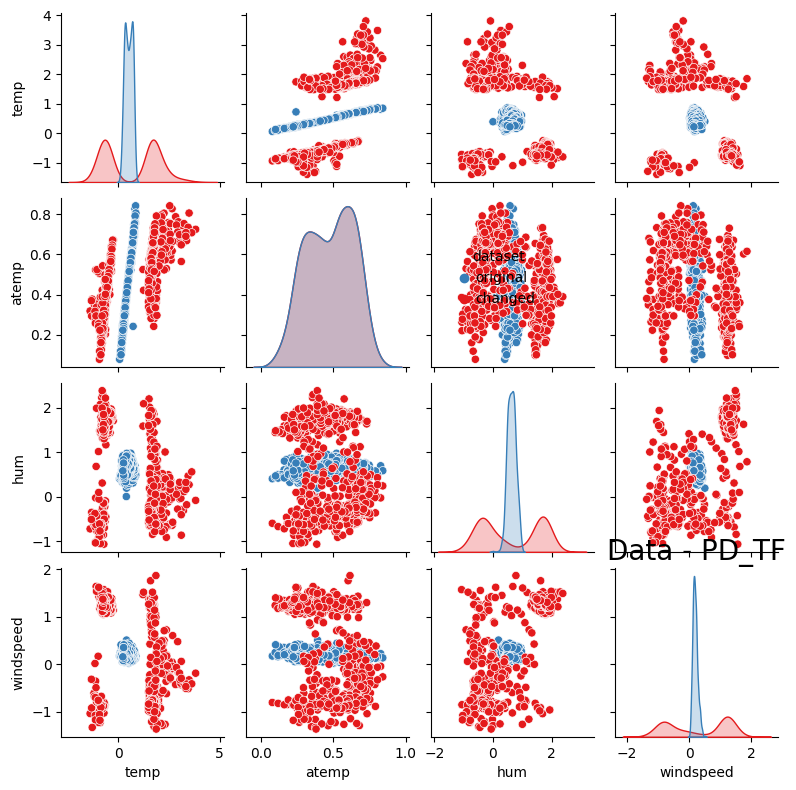 temp
4
3
2
1
0
−1
atemp
0.8
0.6
0.4
0.2
dataset
original
changed
hum
2
1
0
−1
Data - PD_TF
windspeed
2
1
0
−1
0 5
0.0 0.5 1.0
−2 0 2
−2 0 2
temp
atemp
hum
windspeed